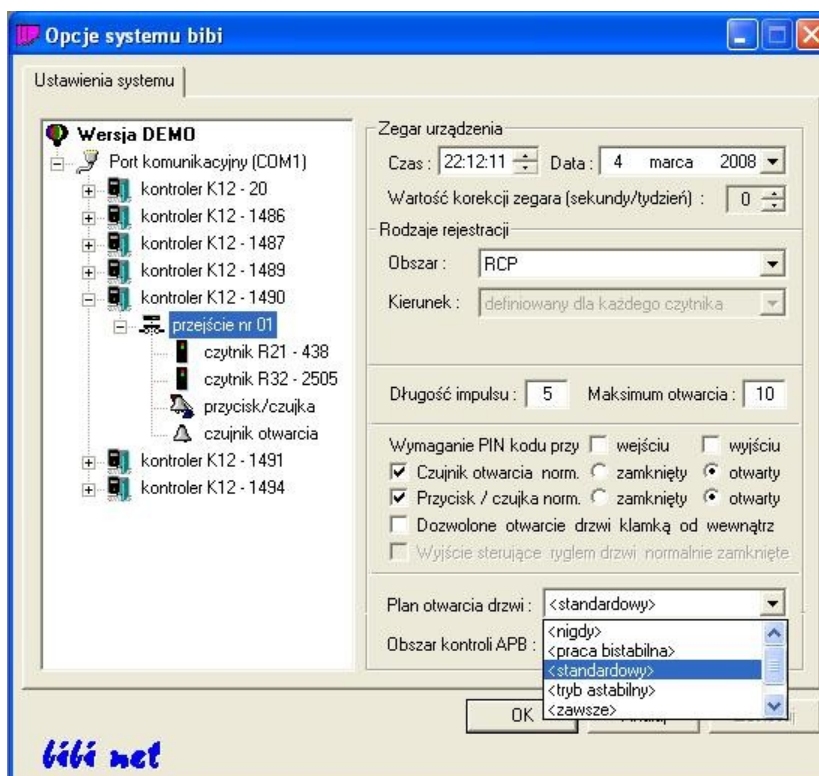 Opcje systemu bibi
Ustawienia systemu
Wersja DEMO
Port komunikacyjny (COM1)
kontroler K12 - 20
kontroler K12 - 1486
kontroler K12 - 1487
kontroler K12 - 1489
kontroler K12 - 1490
przejście nr 01
czytnik R21 - 438
czytnik R32 - 2505
przycisk/czujka
czujnik otwarcia
kontroler K12 - 1491
kontroler K12 - 1494
Zegar urządzenia
Czas : 22:12:11 Data : 4 marca 2008
Wartość korekcji zegara (sekundy/tydzień) : 0
Rodzaje rejestracji
Obszar : RCP
Kierunek : definiowany dla każdego czytnika
Długość impulsu : 5 Maksimum otwarcia : 10
Wymaganie PIN kodu przy wejściu wyjściu
Czujnik otwarcia norm. zamknięty otwarty
Przycisk / czujka norm. zamknięty otwarty
Dozwolone otwarcie drzwi klamką od wewnątrz
Wyjście sterujące ryglem drzwi normalnie zamknięte
Plan otwarcia drzwi : <standardowy>
Obszar kontroli APB :
<nigdy>
<praca bistabilna>
<standardowy>
<tryb astabilny>
<zawsze>
OK
bibi net